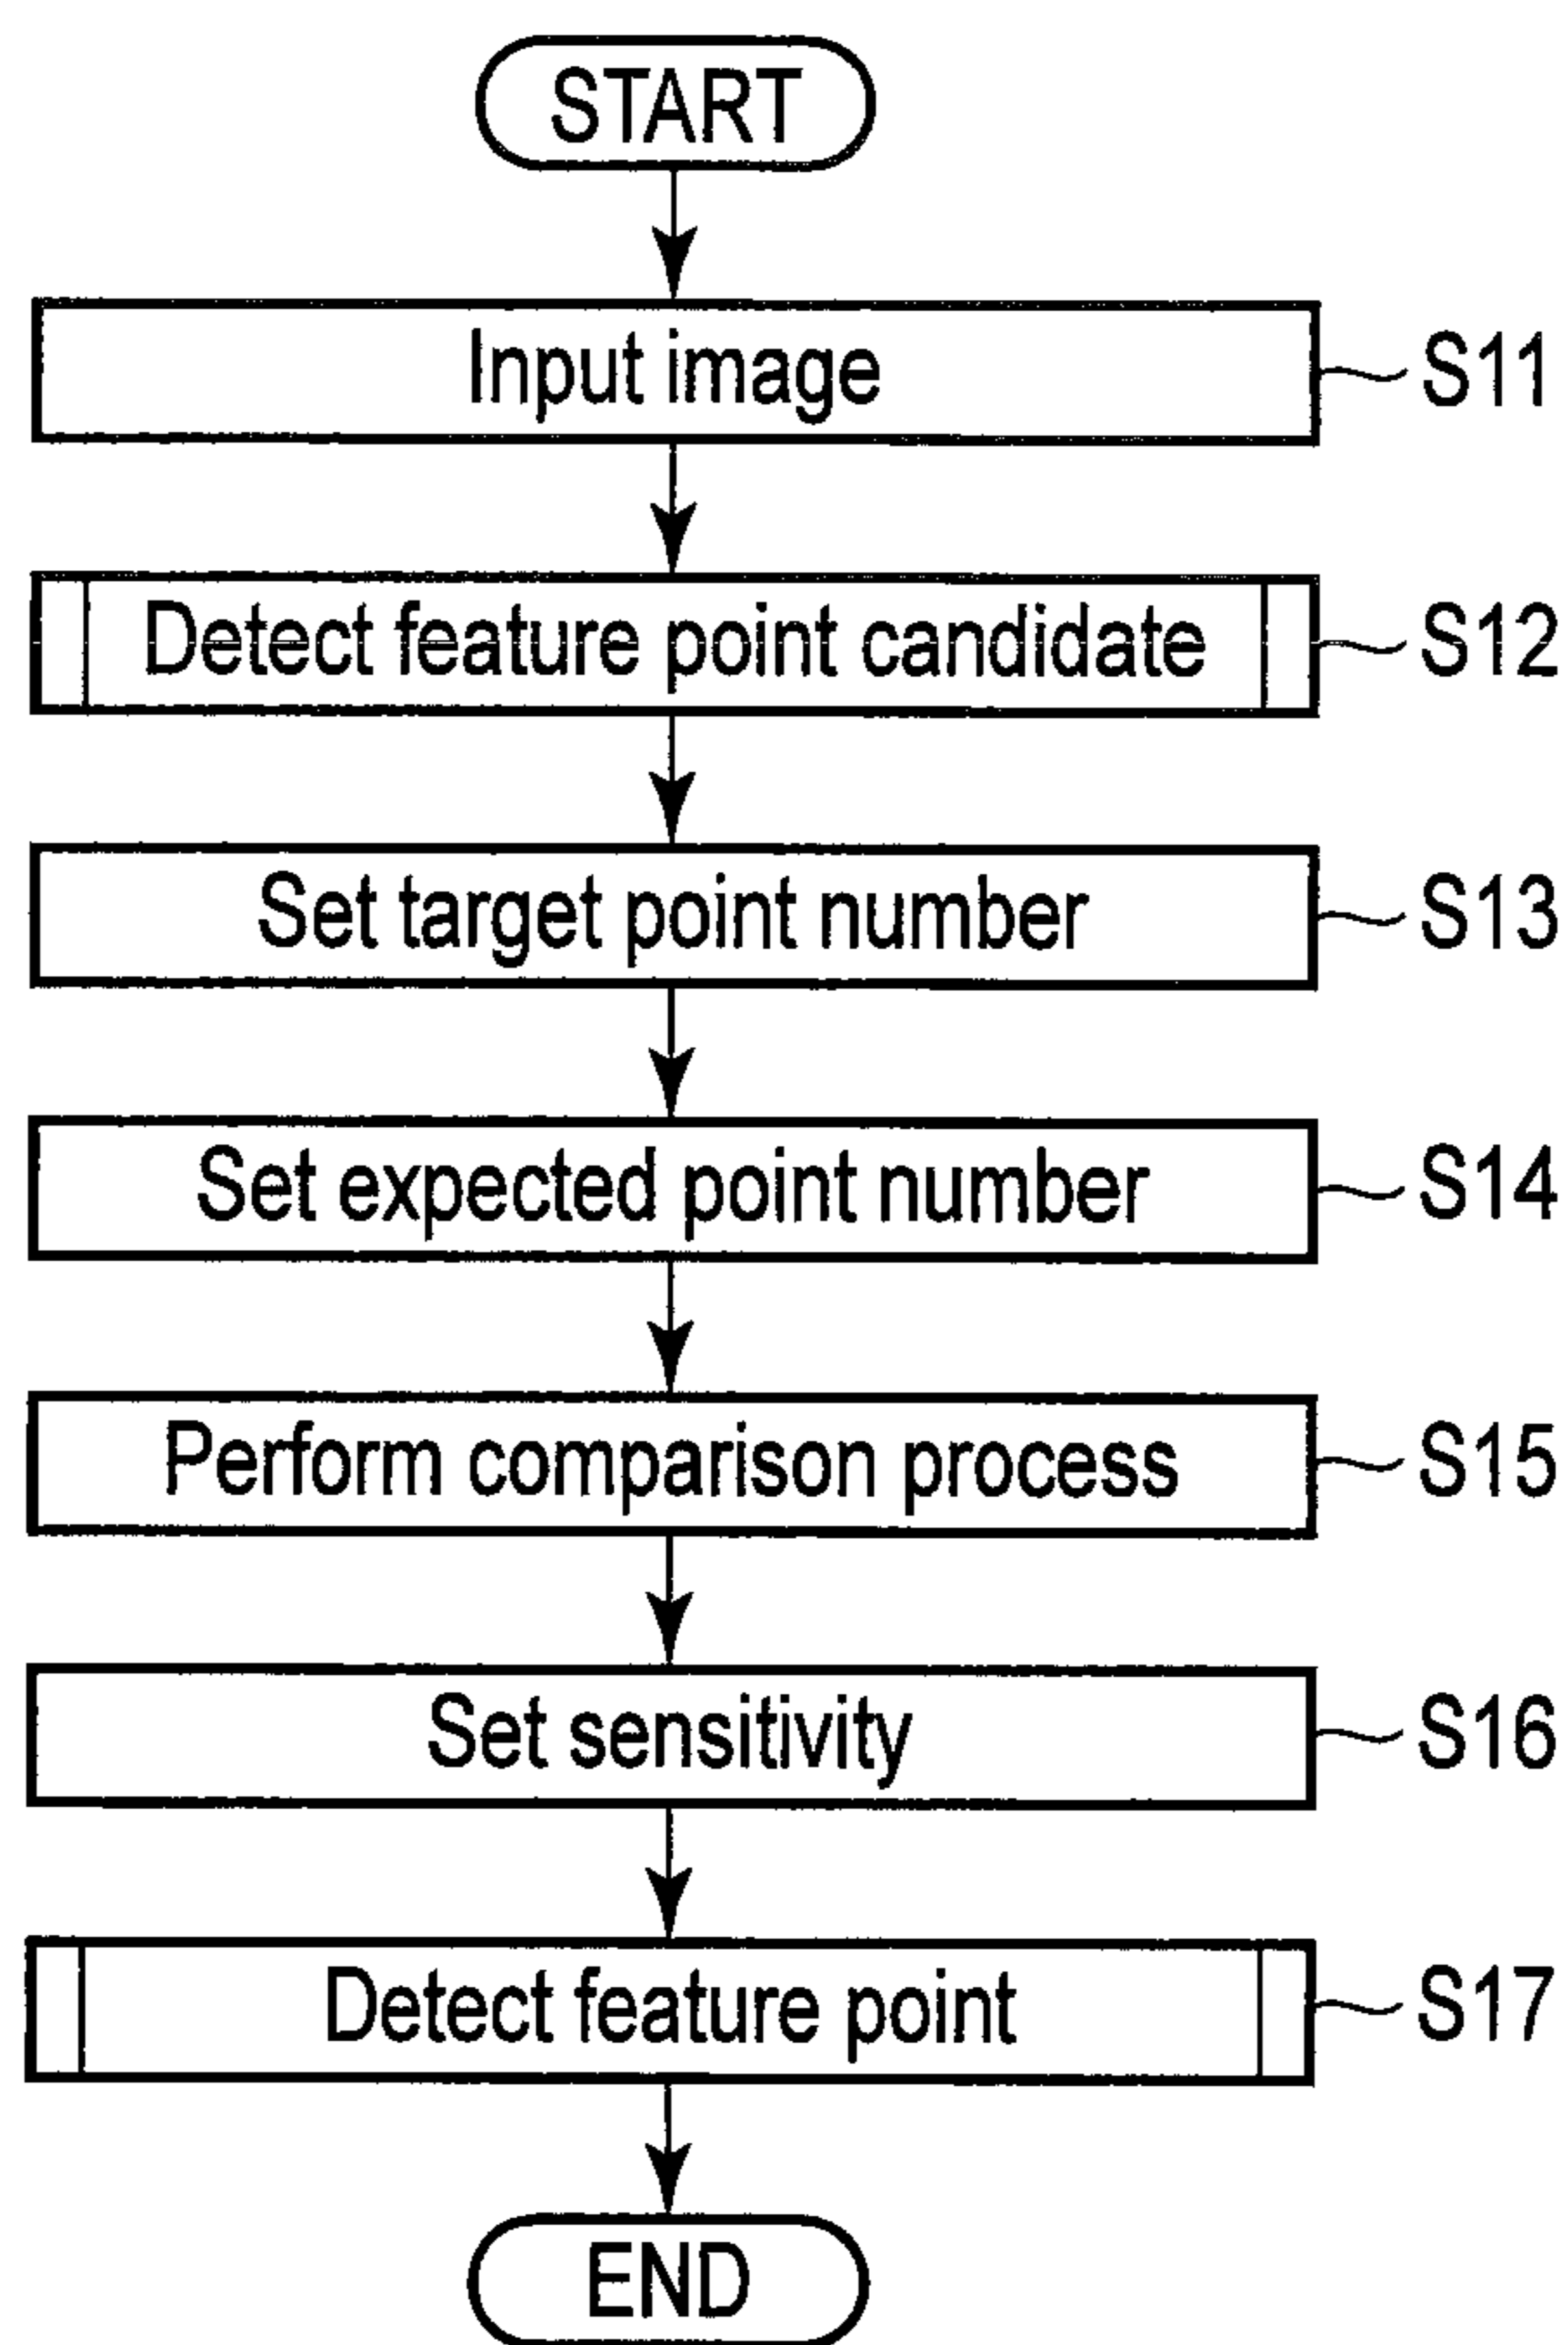 START
Input image S11
Detect feature point candidate S12
Set target point number S13
Set expected point number S14
Perform comparison process S15
Set sensitivity S16
Detect feature point S17
END